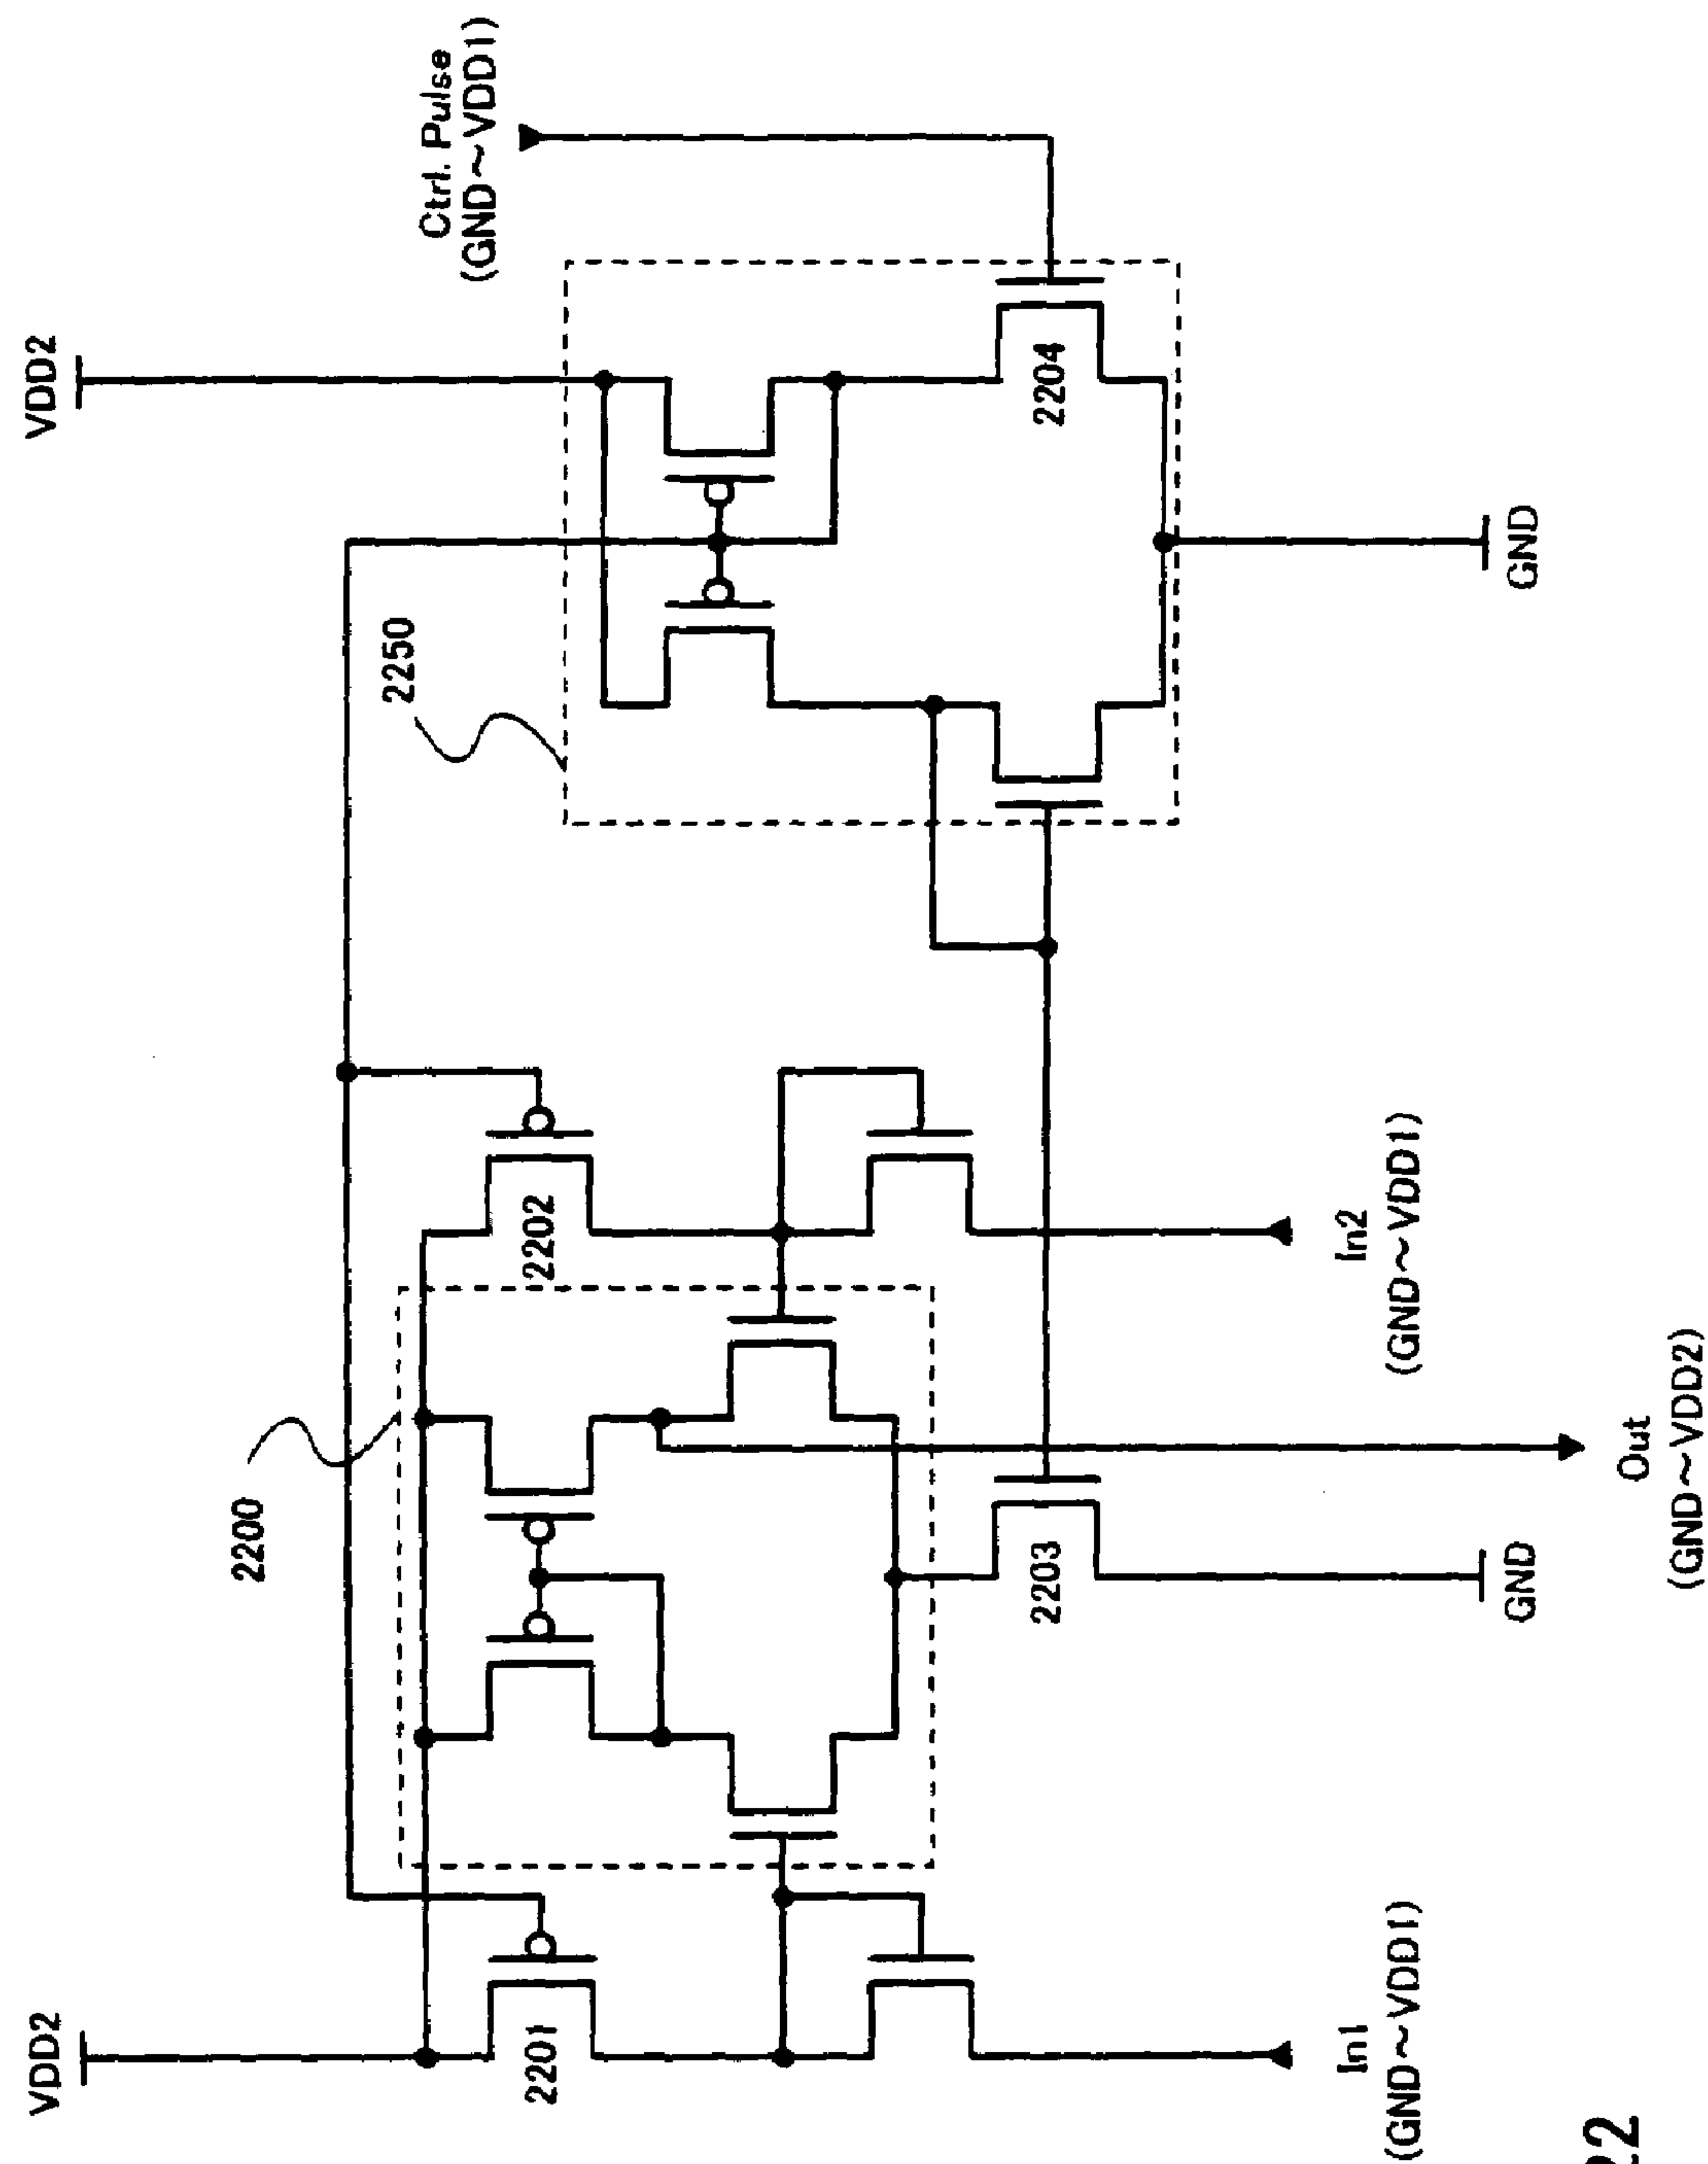 VDD2
VDD2
Ctrl. Pulse
(GND~VDD1)
2200
2250
2201
2202
2203
2204
In1
(GND~VDD1)
In2
(GND~VDD1)
GND
GND
Out
(GND~VDD2)
22